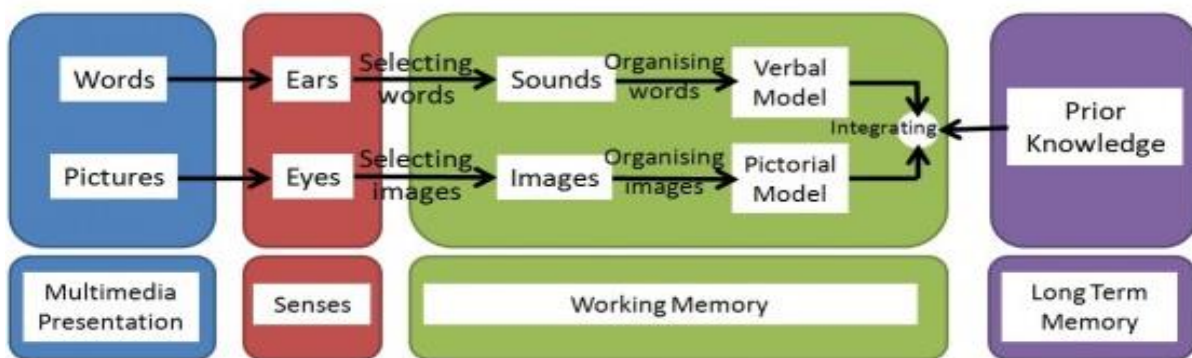 Words
Ears
Selecting
words
Sounds
Organising
words
Verbal
Model
Integrating
Prior
Knowledge
Pictures
Eyes
Selecting
images
Images
Organising
images
Pictorial
Model
Multimedia
Presentation
Senses
Working Memory
Long Term
Memory